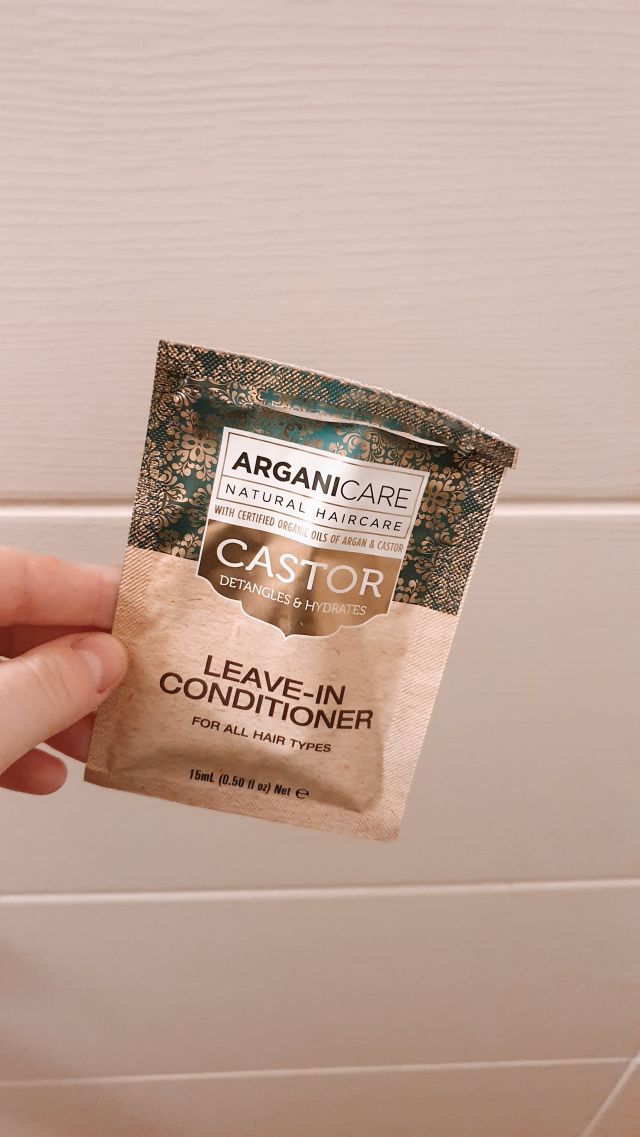 ARGANICARE
NATURAL HAIRCARE
WITH CERTIFIED ORGANIC OILS OF ARGAN & CASTOR
CASTOR
DETANGLES & HYDRATES
LEAVE-IN
CONDITIONER
FOR ALL HAIR TYPES
15mL (0.50 fl oz) Net ℮